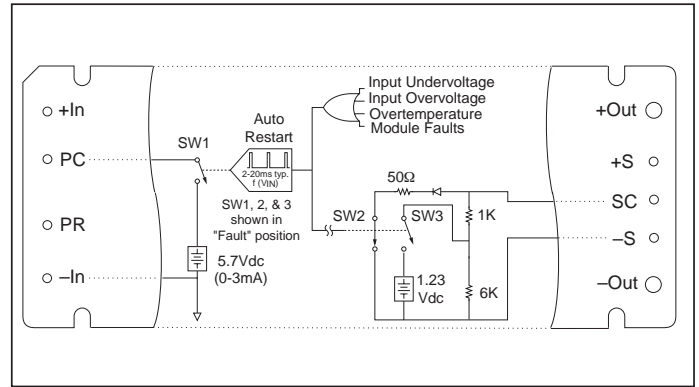 +In
PC
PR
–In
SW1
Auto
Restart
2-20ms typ.
f (VIN)
SW1, 2, & 3
shown in
"Fault" position
5.7Vdc
(0-3mA)
Input Undervoltage
Input Overvoltage
Overtemperature
Module Faults
50Ω
SW2
SW3
1K
1.23
Vdc
6K
+Out
+S
SC
–S
–Out